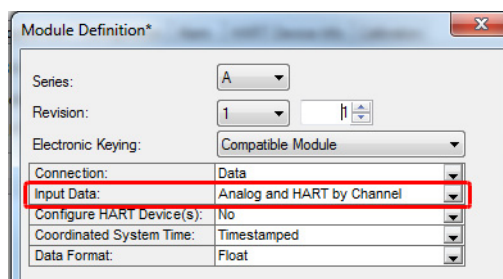 Module Definition*
Series: A
Revision: 1 1
Electronic Keying: Compatible Module
Connection: Data
Input Data: Analog and HART by Channel
Configure HART Device(s): No
Coordinated System Time: Timestamped
Data Format: Float